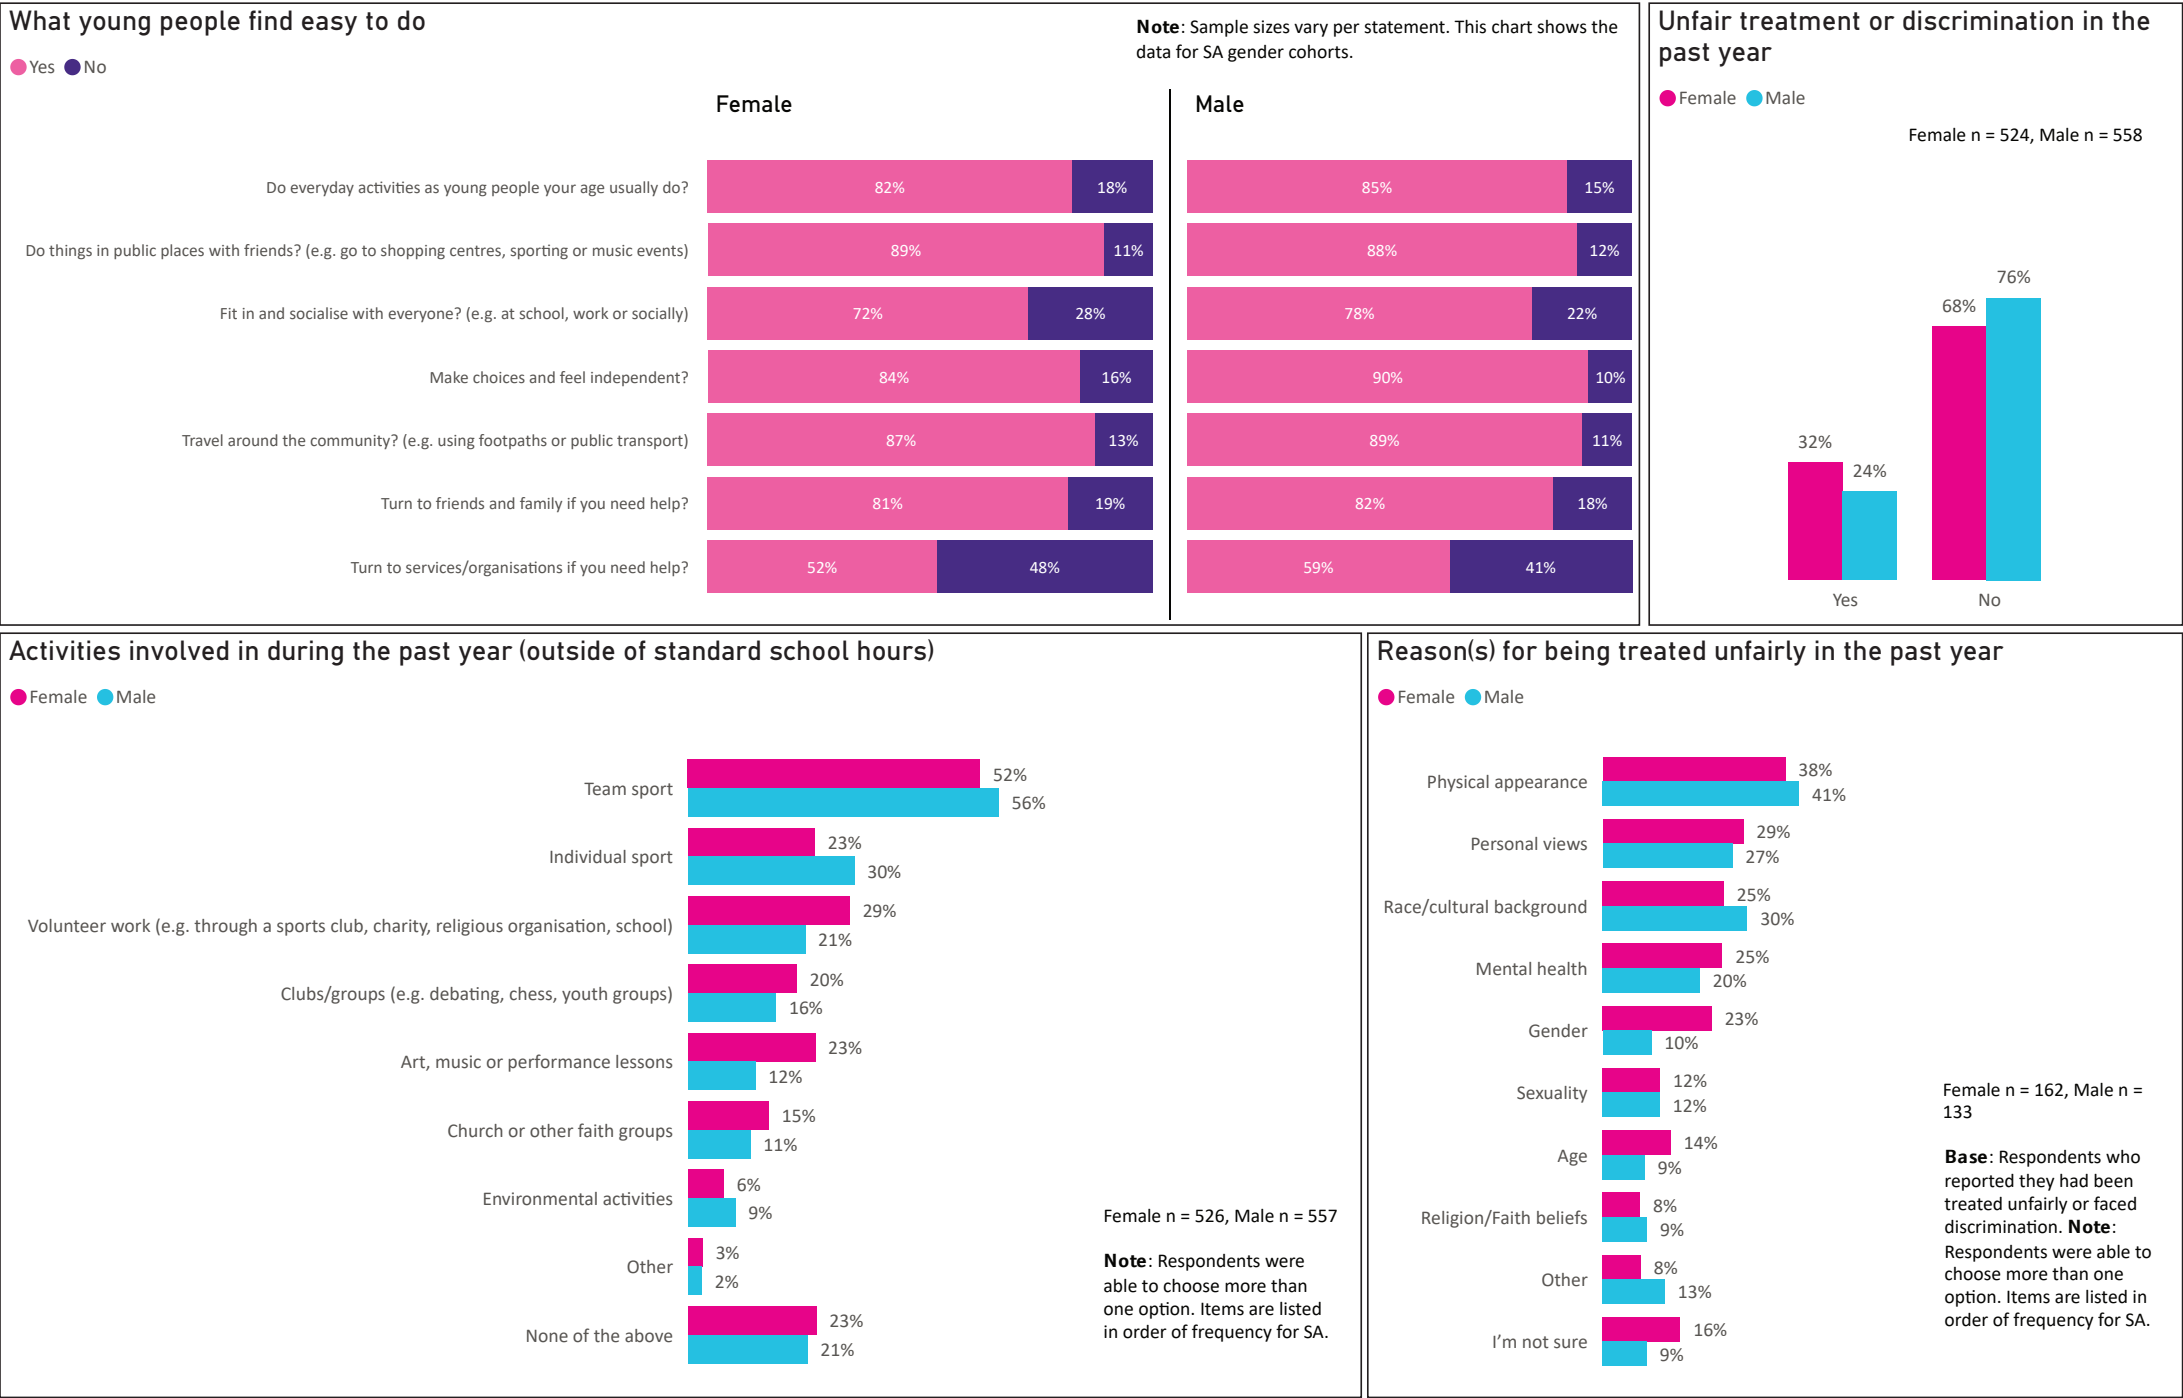 What young people find easy to do
Yes No
Note: Sample sizes vary per statement. This chart shows the
data for SA gender cohorts.
Female
Male
Do everyday activities as young people your age usually do?
82%
18%
85%
15%
Do things in public places with friends? (e.g. go to shopping centres, sporting or music events)
89%
11%
88%
12%
Fit in and socialise with everyone? (e.g. at school, work or socially)
72%
28%
78%
22%
Make choices and feel independent?
84%
16%
90%
10%
Travel around the community? (e.g. using footpaths or public transport)
87%
13%
89%
11%
Turn to friends and family if you need help?
81%
19%
82%
18%
Turn to services/organisations if you need help?
52%
48%
59%
41%
Unfair treatment or discrimination in the
past year
Female Male
Female n = 524, Male n = 558
32%
24%
68%
76%
Yes
No
Activities involved in during the past year (outside of standard school hours)
Female Male
Team sport
52%
56%
Individual sport
23%
30%
Volunteer work (e.g. through a sports club, charity, religious organisation, school)
29%
21%
Clubs/groups (e.g. debating, chess, youth groups)
20%
16%
Art, music or performance lessons
23%
12%
Church or other faith groups
15%
11%
Environmental activities
6%
9%
Other
3%
2%
None of the above
23%
21%
Female n = 526, Male n = 557
Note: Respondents were
able to choose more than
one option. Items are listed
in order of frequency for SA.
Reason(s) for being treated unfairly in the past year
Female Male
Physical appearance
38%
41%
Personal views
29%
27%
Race/cultural background
25%
30%
Mental health
25%
20%
Gender
23%
10%
Sexuality
12%
12%
Age
14%
9%
Religion/Faith beliefs
8%
9%
Other
8%
13%
I'm not sure
16%
9%
Female n = 162, Male n =
133
Base: Respondents who
reported they had been
treated unfairly or faced
discrimination. Note:
Respondents were able to
choose more than one
option. Items are listed in
order of frequency for SA.